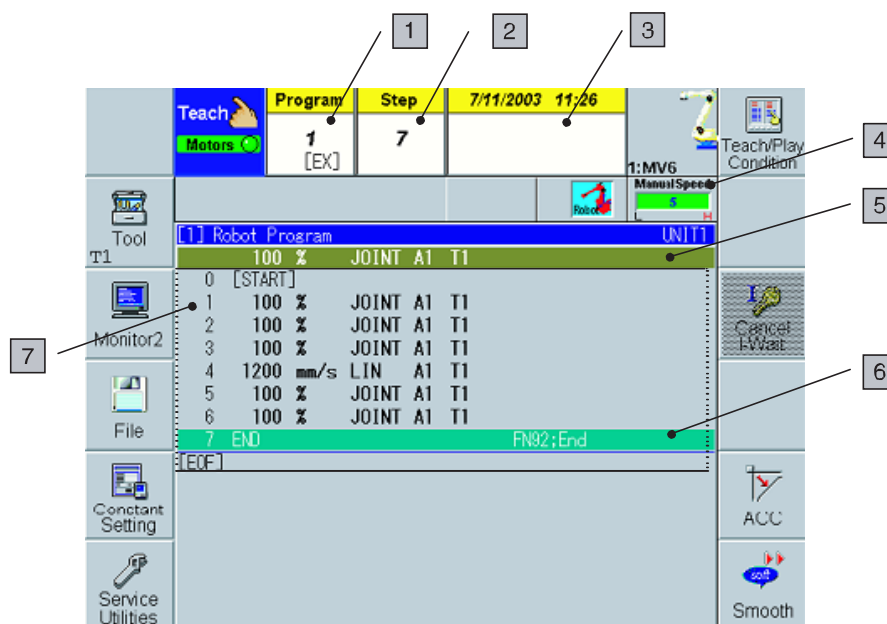 1
2
3
Teach
Program
Step
7/11/2003 11:26
Motors
1
[EX]
7
1:MV6
Teach/Play
Condition
4
Manual Speed
5
L
H
Robot
5
Tool
T1
[1] Robot Program
UNIT1
100 % JOINT A1 T1
0 [START]
1 100 % JOINT A1 T1
2 100 % JOINT A1 T1
3 100 % JOINT A1 T1
4 1200 mm/s LIN A1 T1
5 100 % JOINT A1 T1
6 100 % JOINT A1 T1
7 END FN92;End
[EOF]
Monitor2
7
Cancel
I-Wait
6
File
Conctant
Setting
ACC
Service
Utilities
soft
Smooth